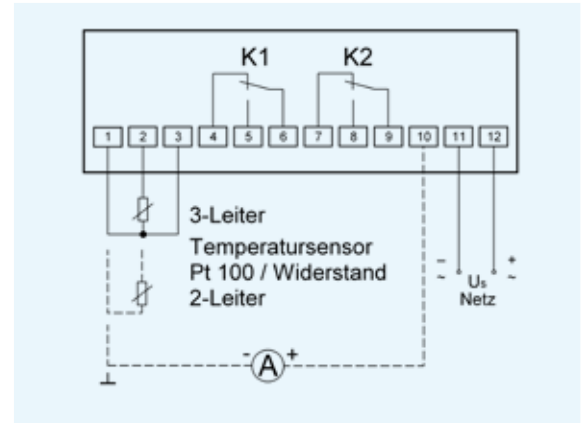 K1 K2
1 2 3 4 5 6 7 8 9 10 11 12
3-Leiter
Temperatursensor
Pt 100 / Widerstand
2-Leiter
- +
~ Us ~
Netz
- A +